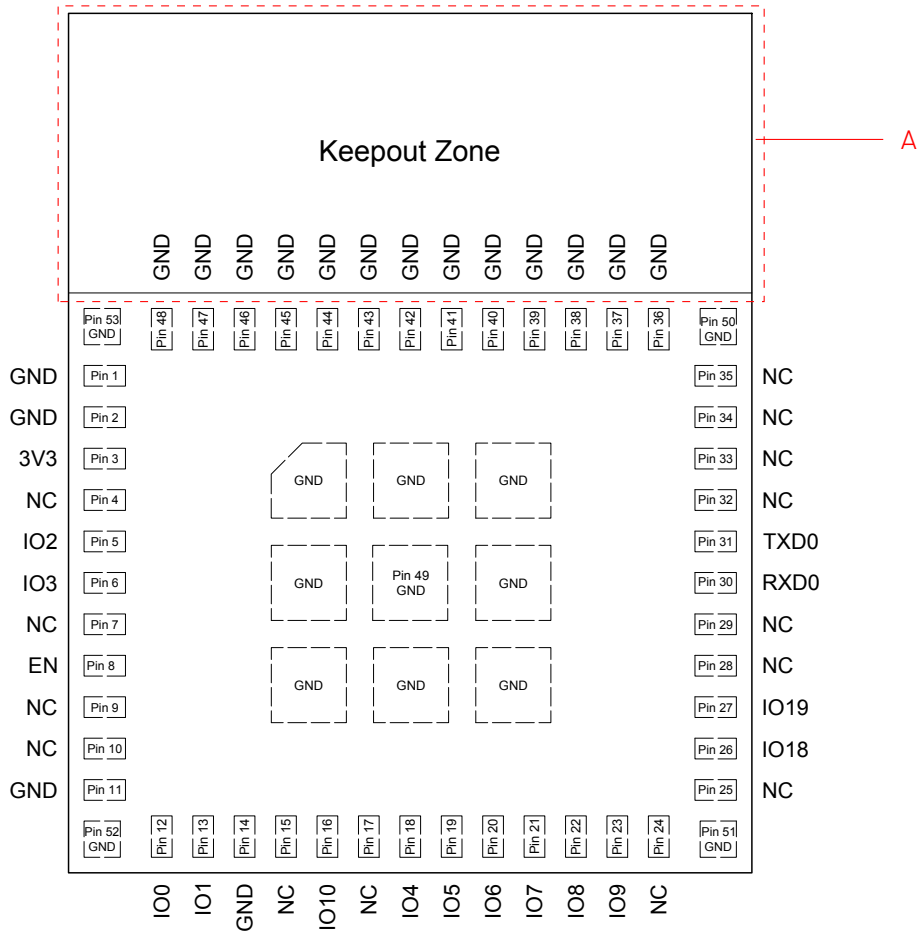 Keepout Zone
A
GND GND GND GND GND GND GND GND GND GND GND GND GND
Pin 53 GND
Pin 48 Pin 47 Pin 46 Pin 45 Pin 44 Pin 43 Pin 42 Pin 41 Pin 40 Pin 39 Pin 38 Pin 37 Pin 36
Pin 50 GND
GND Pin 1 Pin 35 NC
GND Pin 2 Pin 34 NC
3V3 Pin 3 Pin 33 NC
GND GND GND
NC Pin 4 Pin 32 NC
IO2 Pin 5 Pin 31 TXD0
IO3 Pin 6 Pin 30 RXD0
GND Pin 49 GND GND
NC Pin 7 Pin 29 NC
EN Pin 8 Pin 28 NC
GND GND GND
NC Pin 9 Pin 27 IO19
NC Pin 10 Pin 26 IO18
GND Pin 11 Pin 25 NC
Pin 52 GND
Pin 12 Pin 13 Pin 14 Pin 15 Pin 16 Pin 17 Pin 18 Pin 19 Pin 20 Pin 21 Pin 22 Pin 23 Pin 24
Pin 51 GND
IO0 IO1 GND NC IO10 NC IO4 IO5 IO6 IO7 IO8 IO9 NC